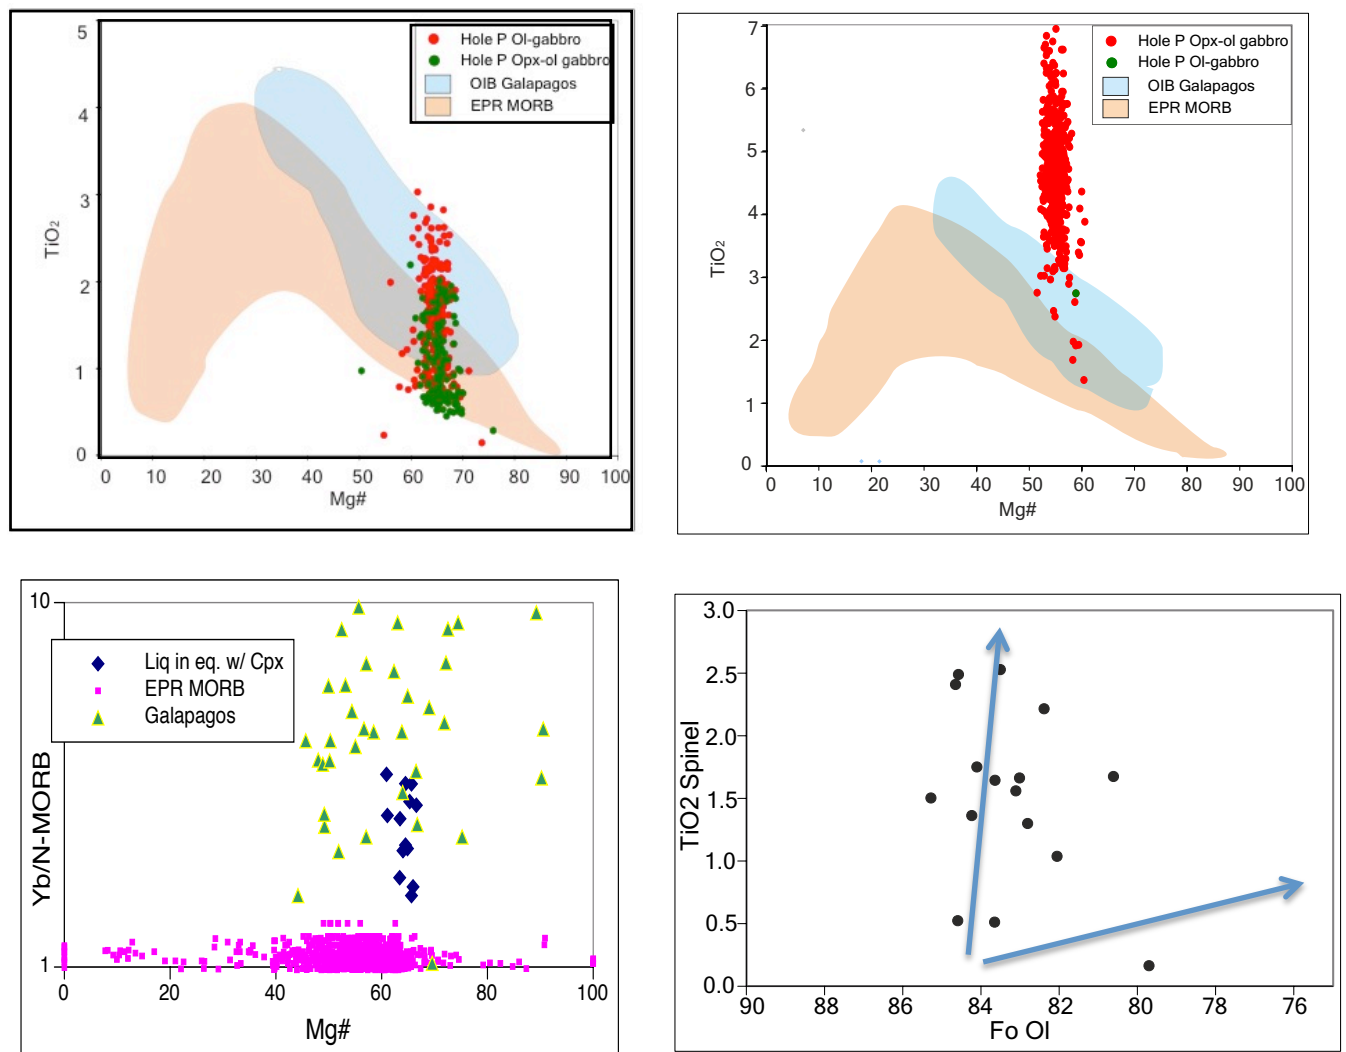 5
4
3
2
1
0
TiO2
0 10 20 30 40 50 60 70 80 90 100
Mg#
Hole P Ol-gabbro
Hole P Opx-ol gabbro
OIB Galapagos
EPR MORB
7
6
5
4
3
2
1
0
TiO2
0 10 20 30 40 50 60 70 80 90 100
Mg#
Hole P Opx-ol gabbro
Hole P Ol-gabbro
OIB Galapagos
EPR MORB
10
1
Yb/N-MORB
Liq in eq. w/ Cpx
EPR MORB
Galapagos
0 20 40 60 80 100
Mg#
3.0
2.5
2.0
1.5
1.0
0.5
0.0
TiO2 Spinel
90 88 86 84 82 80 78 76
Fo Ol